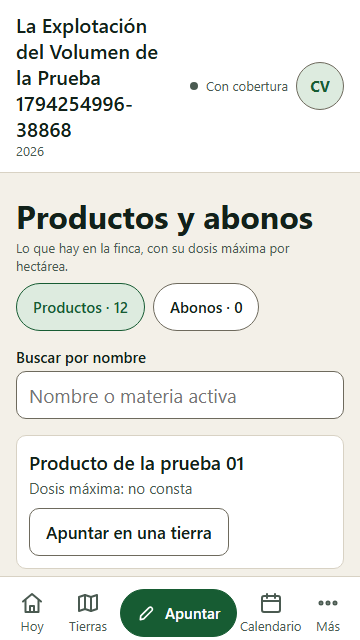 La Explotación
del Volumen de
la Prueba
1794254996-
38868
2026
Con cobertura
CV
Productos y abonos
Lo que hay en la finca, con su dosis máxima por
hectárea.
Productos · 12
Abonos · 0
Buscar por nombre
Nombre o materia activa
Producto de la prueba 01
Dosis máxima: no consta
Apuntar en una tierra
Hoy
Tierras
Apuntar
Calendario
Más